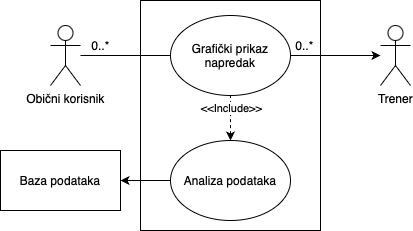 0..*
Grafički prikaz
napredak
0..*
Obični korisnik
Trener
<<Include>>
Baza podataka
Analiza podataka